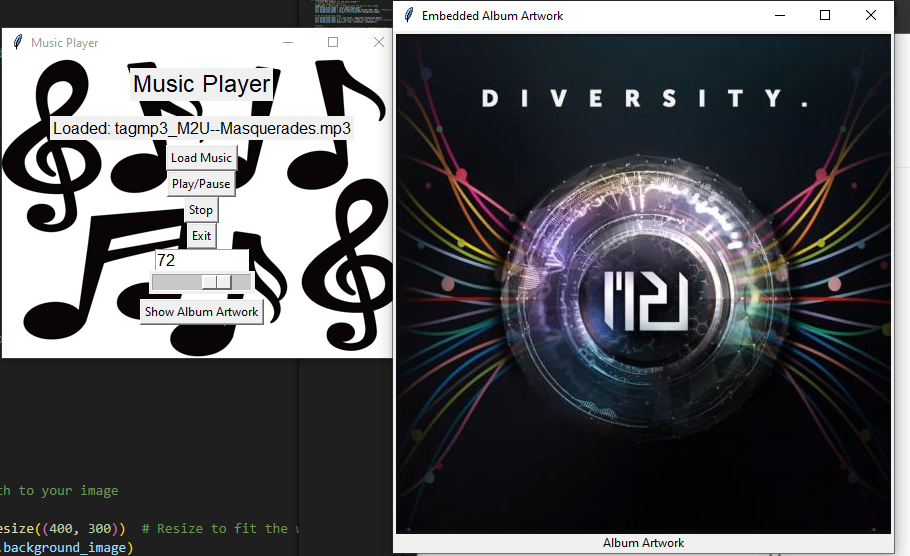 Music Player
Music Player
Loaded: tagmp3_M2U--Masquerades.mp3
Load Music
Play/Pause
Stop
Exit
72
Show Album Artwork
Embedded Album Artwork
DIVERSITY.
M2U
Album Artwork
th to your image
esize((400, 300))  # Resize to fit the w
.background_image)